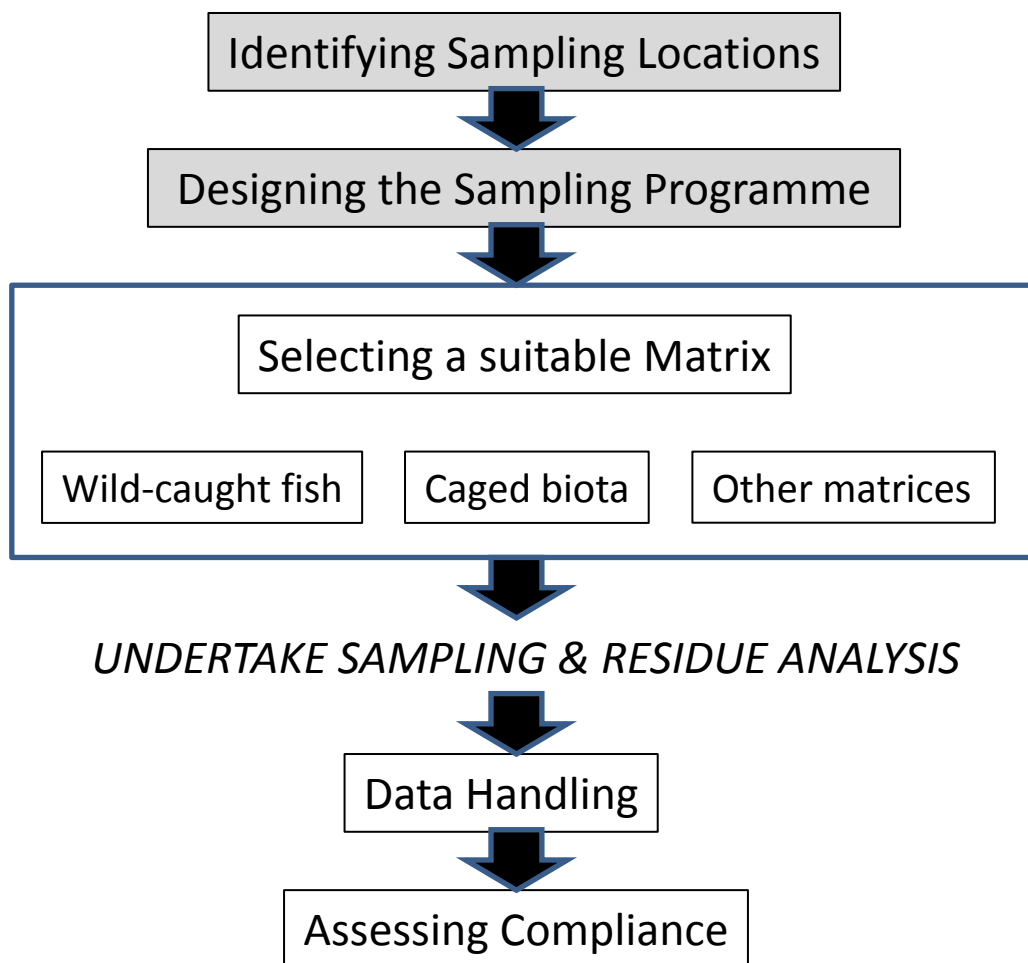 Identifying Sampling Locations
Designing the Sampling Programme
Selecting a suitable Matrix
Wild-caught fish
Caged biota
Other matrices
UNDERTAKE SAMPLING & RESIDUE ANALYSIS
Data Handling
Assessing Compliance